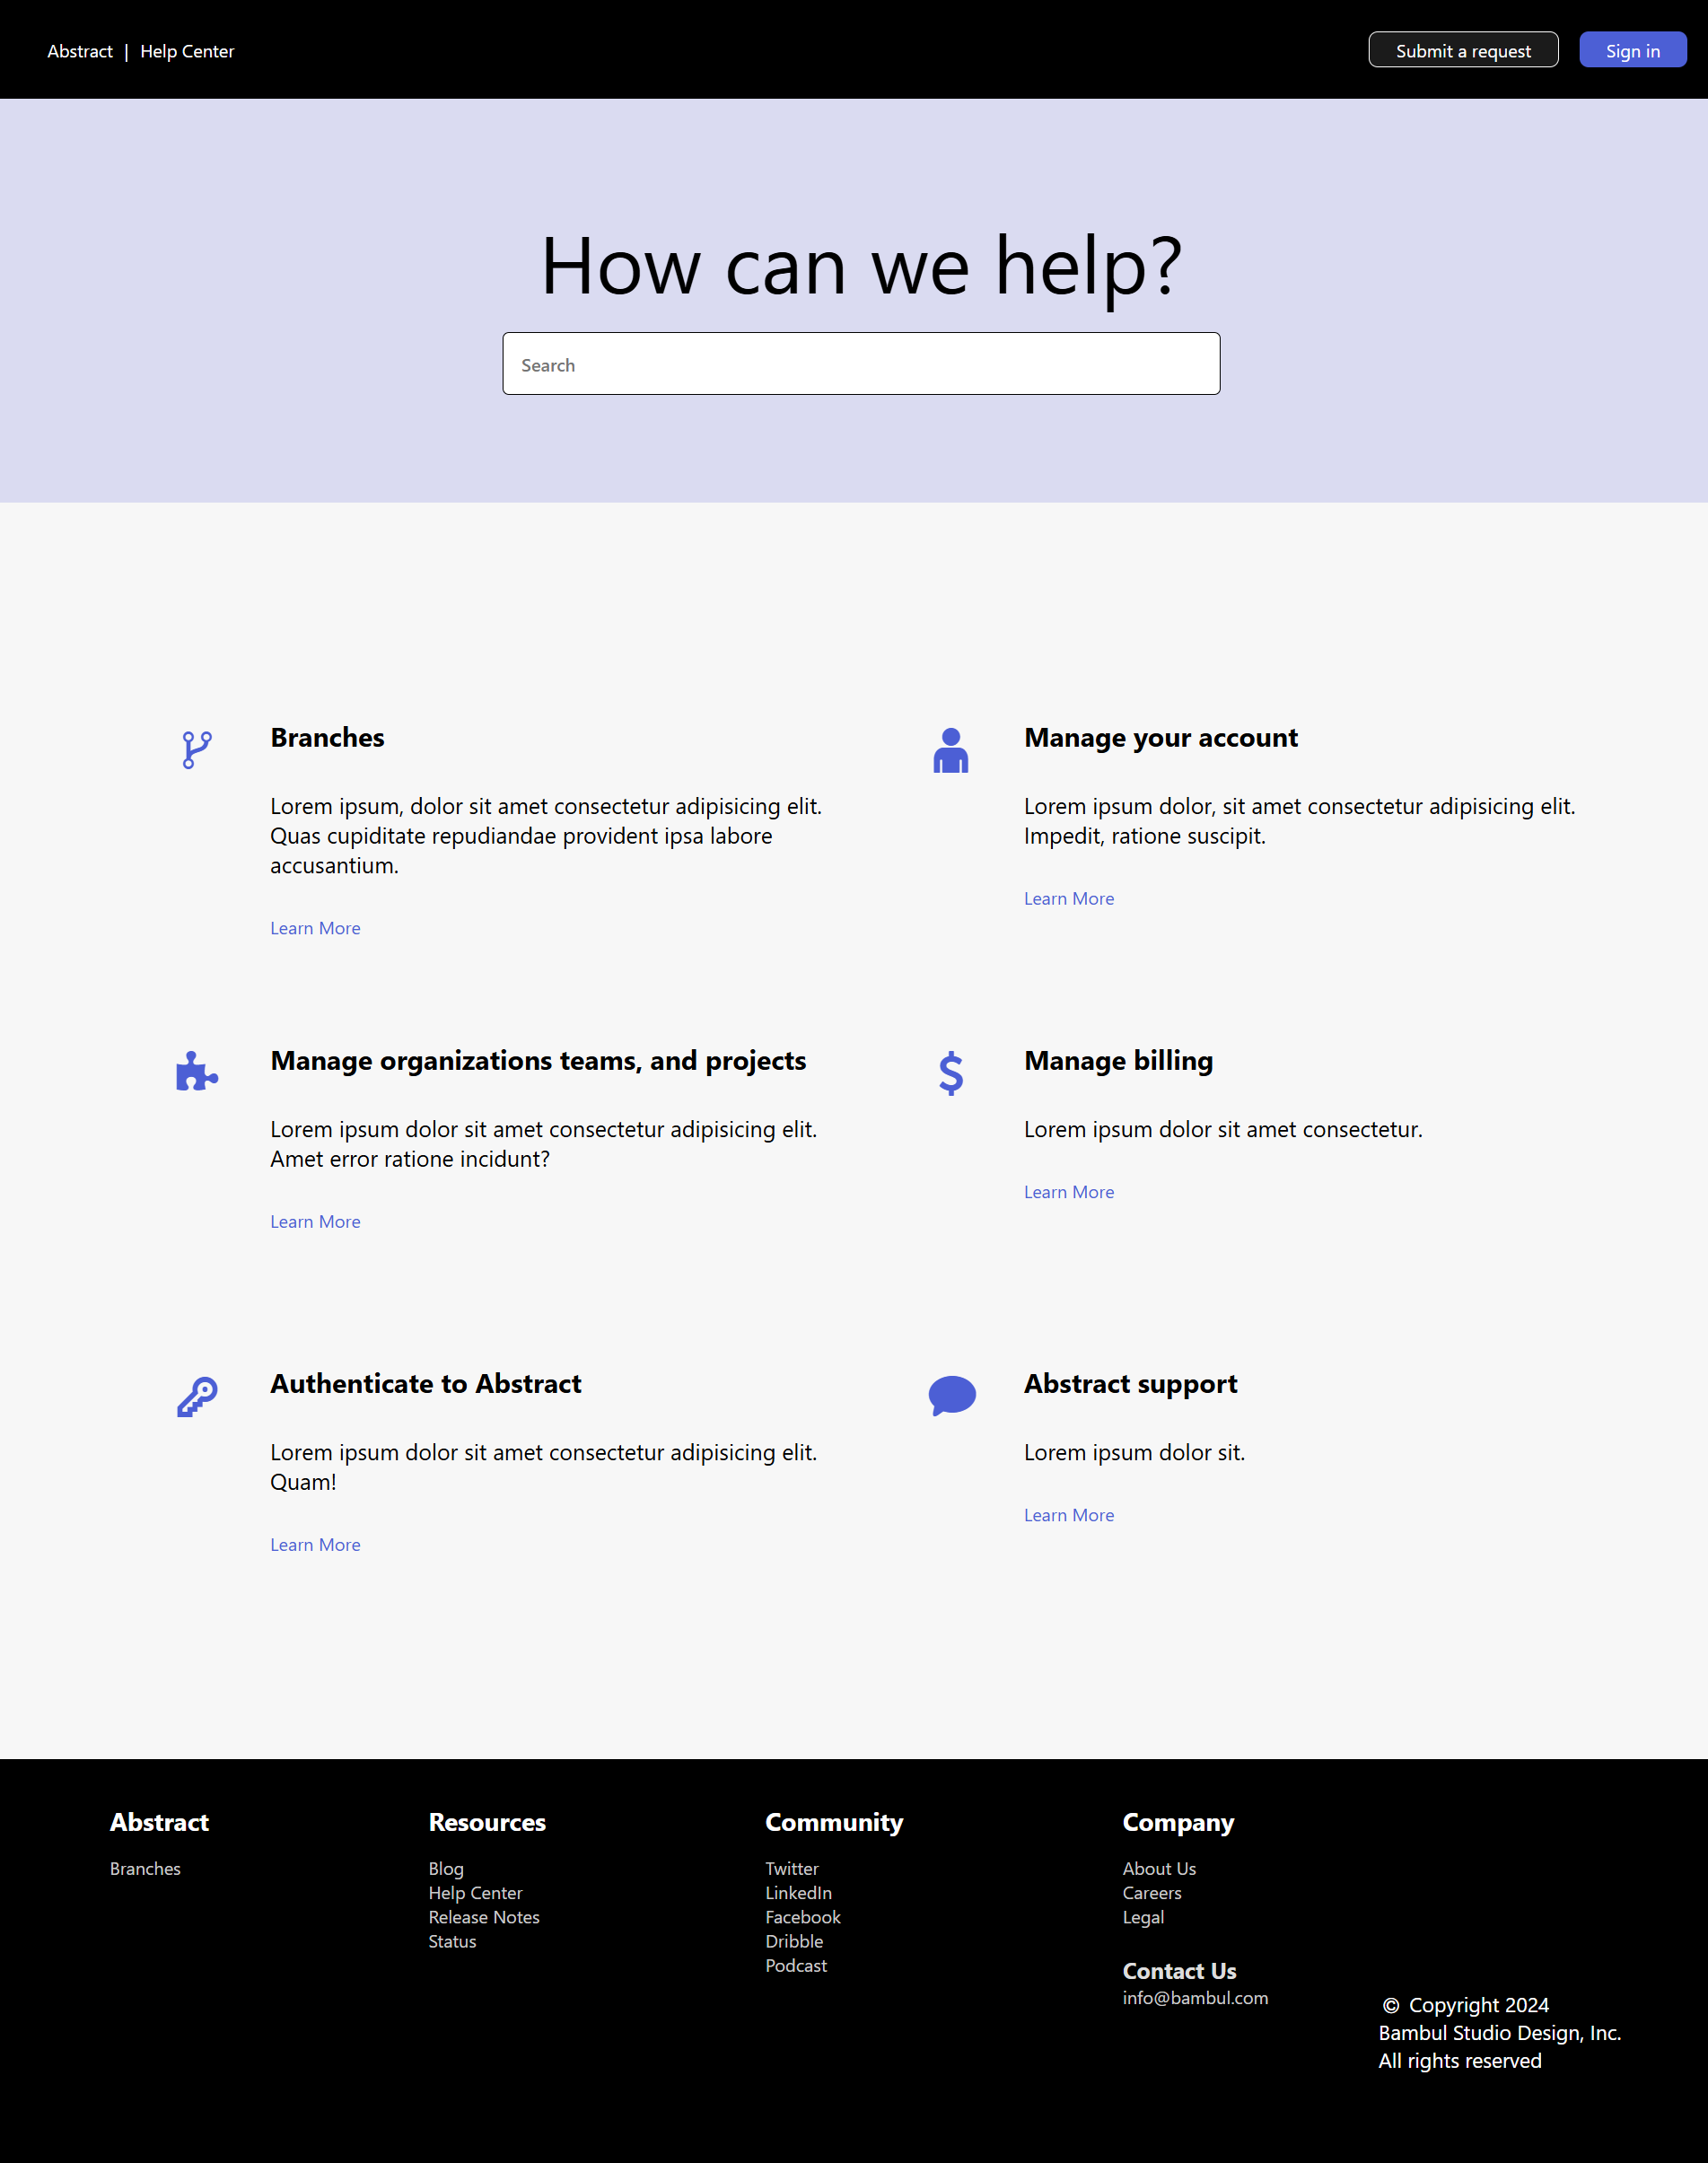 Abstract | Help Center
Submit a request
Sign in
How can we help?
Search
Branches
Lorem ipsum, dolor sit amet consectetur adipisicing elit.
Quas cupiditate repudiandae provident ipsa labore
accusantium.
Learn More
Manage your account
Lorem ipsum dolor, sit amet consectetur adipisicing elit.
Impedit, ratione suscipit.
Learn More
Manage organizations teams, and projects
Lorem ipsum dolor sit amet consectetur adipisicing elit.
Amet error ratione incidunt?
Learn More
Manage billing
Lorem ipsum dolor sit amet consectetur.
Learn More
Authenticate to Abstract
Lorem ipsum dolor sit amet consectetur adipisicing elit.
Quam!
Learn More
Abstract support
Lorem ipsum dolor sit.
Learn More
Abstract
Branches
Resources
Blog
Help Center
Release Notes
Status
Community
Twitter
LinkedIn
Facebook
Dribble
Podcast
Company
About Us
Careers
Legal
Contact Us
info@bambul.com
© Copyright 2024
Bambul Studio Design, Inc.
All rights reserved